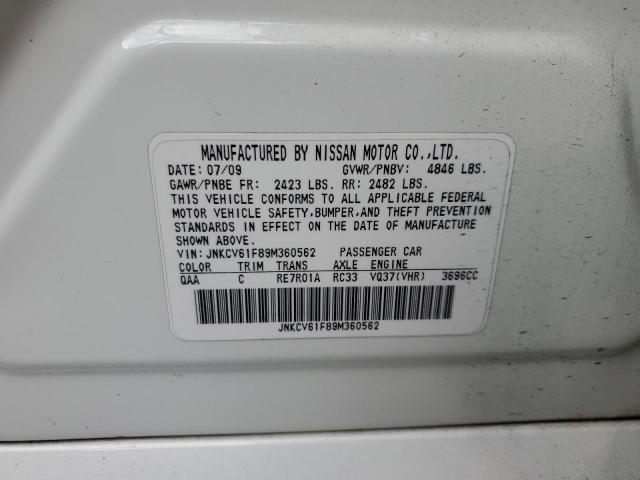 MANUFACTURED BY NISSAN MOTOR CO.,LTD.
DATE: 07/09 GVWR/PNBV: 4846 LBS.
GAWR/PNBE FR: 2423 LBS. RR: 2482 LBS.
THIS VEHICLE CONFORMS TO ALL APPLICABLE FEDERAL
MOTOR VEHICLE SAFETY,BUMPER,AND THEFT PREVENTION
STANDARDS IN EFFECT ON THE DATE OF MANUFACTURE
SHOWN ABOVE.
VIN: JNKCV61F89M360562 PASSENGER CAR
COLOR TRIM TRANS AXLE ENGINE
QAA C RE7R01A RC33 VQ37(VHR) 3696CC
JNKCV61F89M360562